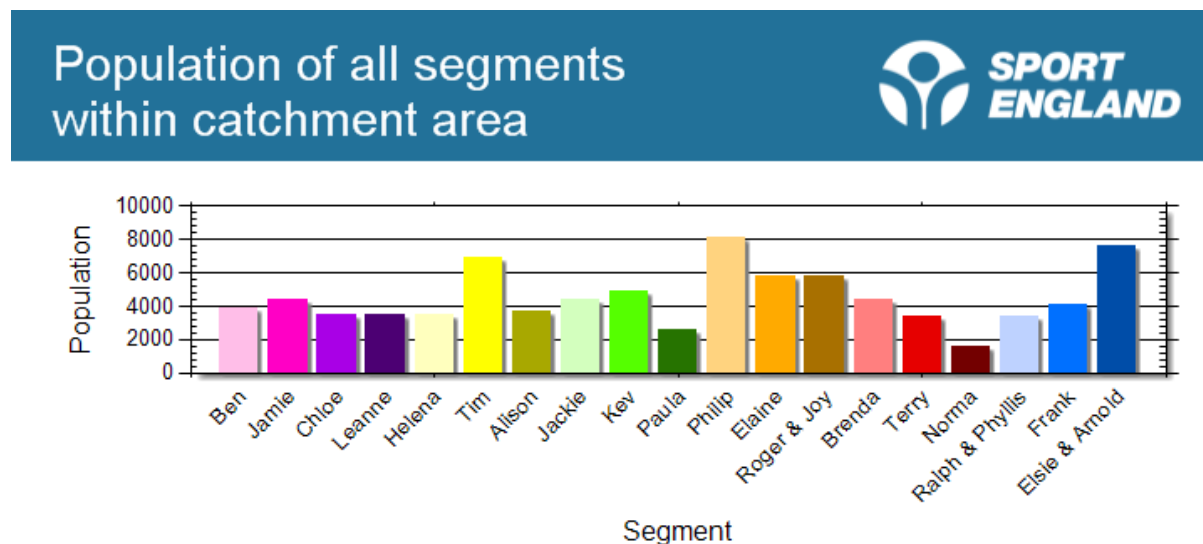 Population of all segments
within catchment area
SPORT
ENGLAND
Population
10000
8000
6000
4000
2000
0
Ben
Jamie
Chloe
Leanne
Helena
Tim
Alison
Jackie
Kev
Paula
Philip
Elaine
Roger & Joy
Brenda
Terry
Norma
Ralph & Phyllis
Frank
Elsie & Arnold
Segment